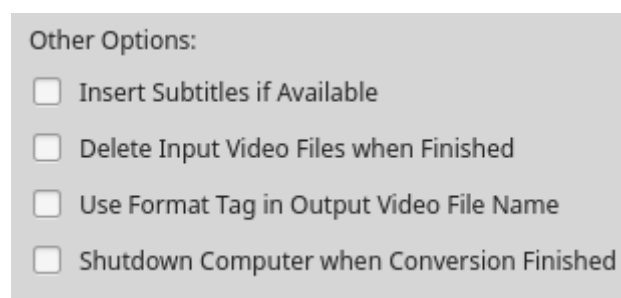 Other Options:
Insert Subtitles if Available
Delete Input Video Files when Finished
Use Format Tag in Output Video File Name
Shutdown Computer when Conversion Finished